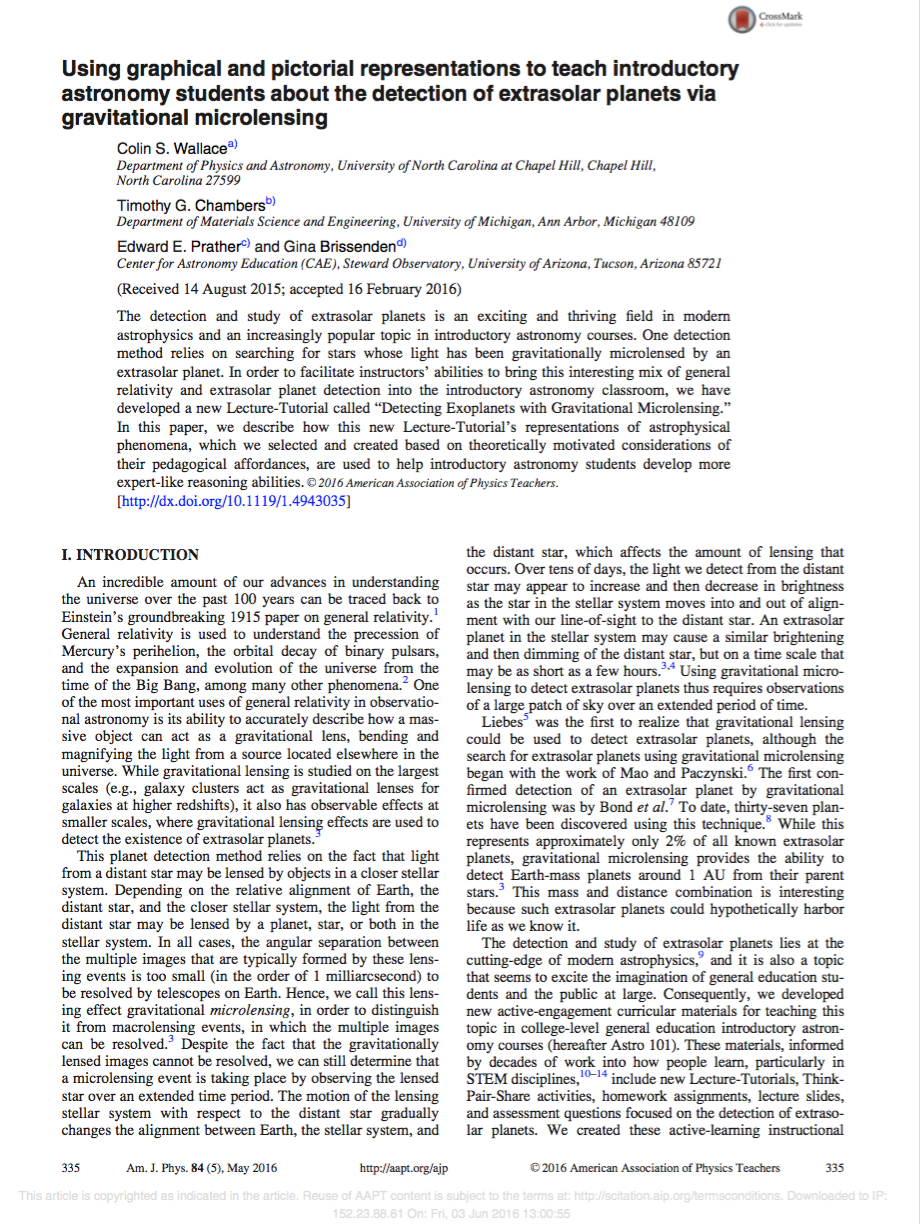 CrossMark
click for updates
Using graphical and pictorial representations to teach introductory
astronomy students about the detection of extrasolar planets via
gravitational microlensing
Colin S. Wallace a)
Department of Physics and Astronomy, University of North Carolina at Chapel Hill, Chapel Hill,
North Carolina 27599
Timothy G. Chambers b)
Department of Materials Science and Engineering, University of Michigan, Ann Arbor, Michigan 48109
Edward E. Prather c) and Gina Brissenden d)
Center for Astronomy Education (CAE), Steward Observatory, University of Arizona, Tucson, Arizona 85721
(Received 14 August 2015; accepted 16 February 2016)
The detection and study of extrasolar planets is an exciting and thriving field in modern
astrophysics and an increasingly popular topic in introductory astronomy courses. One detection
method relies on searching for stars whose light has been gravitationally microlensed by an
extrasolar planet. In order to facilitate instructors’ abilities to bring this interesting mix of general
relativity and extrasolar planet detection into the introductory astronomy classroom, we have
developed a new Lecture-Tutorial called “Detecting Exoplanets with Gravitational Microlensing.”
In this paper, we describe how this new Lecture-Tutorial’s representations of astrophysical
phenomena, which we selected and created based on theoretically motivated considerations of
their pedagogical affordances, are used to help introductory astronomy students develop more
expert-like reasoning abilities. © 2016 American Association of Physics Teachers.
[http://dx.doi.org/10.1119/1.4943035]
I. INTRODUCTION
An incredible amount of our advances in understanding
the universe over the past 100 years can be traced back to
Einstein’s groundbreaking 1915 paper on general relativity.1
General relativity is used to understand the precession of
Mercury’s perihelion, the orbital decay of binary pulsars,
and the expansion and evolution of the universe from the
time of the Big Bang, among many other phenomena.2 One
of the most important uses of general relativity in observatio-
nal astronomy is its ability to accurately describe how a mas-
sive object can act as a gravitational lens, bending and
magnifying the light from a source located elsewhere in the
universe. While gravitational lensing is studied on the largest
scales (e.g., galaxy clusters act as gravitational lenses for
galaxies at higher redshifts), it also has observable effects at
smaller scales, where gravitational lensing effects are used to
detect the existence of extrasolar planets.3
This planet detection method relies on the fact that light
from a distant star may be lensed by objects in a closer stellar
system. Depending on the relative alignment of Earth, the
distant star, and the closer stellar system, the light from the
distant star may be lensed by a planet, star, or both in the
stellar system. In all cases, the angular separation between
the multiple images that are typically formed by these lens-
ing events is too small (in the order of 1 milliarcsecond) to
be resolved by telescopes on Earth. Hence, we call this lens-
ing effect gravitational microlensing, in order to distinguish
it from macrolensing events, in which the multiple images
can be resolved.3 Despite the fact that the gravitationally
lensed images cannot be resolved, we can still determine that
a microlensing event is taking place by observing the lensed
star over an extended time period. The motion of the lensing
stellar system with respect to the distant star gradually
changes the alignment between Earth, the stellar system, and
the distant star, which affects the amount of lensing that
occurs. Over tens of days, the light we detect from the distant
star may appear to increase and then decrease in brightness
as the star in the stellar system moves into and out of align-
ment with our line-of-sight to the distant star. An extrasolar
planet in the stellar system may cause a similar brightening
and then dimming of the distant star, but on a time scale that
may be as short as a few hours.3,4 Using gravitational micro-
lensing to detect extrasolar planets thus requires observations
of a large patch of sky over an extended period of time.
Liebes5 was the first to realize that gravitational lensing
could be used to detect extrasolar planets, although the
search for extrasolar planets using gravitational microlensing
began with the work of Mao and Paczynski.6 The first con-
firmed detection of an extrasolar planet by gravitational
microlensing was by Bond et al.7 To date, thirty-seven plan-
ets have been discovered using this technique.8 While this
represents approximately only 2% of all known extrasolar
planets, gravitational microlensing provides the ability to
detect Earth-mass planets around 1 AU from their parent
stars.3 This mass and distance combination is interesting
because such extrasolar planets could hypothetically harbor
life as we know it.
The detection and study of extrasolar planets lies at the
cutting-edge of modern astrophysics,9 and it is also a topic
that seems to excite the imagination of general education stu-
dents and the public at large. Consequently, we developed
new active-engagement curricular materials for teaching this
topic in college-level general education introductory astron-
omy courses (hereafter Astro 101). These materials, informed
by decades of work into how people learn, particularly in
STEM disciplines,10–14 include new Lecture-Tutorials, Think-
Pair-Share activities, homework assignments, lecture slides,
and assessment questions focused on the detection of extraso-
lar planets. We created these active-learning instructional
335 Am. J. Phys. 84 (5), May 2016 http://aapt.org/ajp © 2016 American Association of Physics Teachers 335
This article is copyrighted as indicated in the article. Reuse of AAPT content is subject to the terms at: http://scitation.aip.org/termsconditions. Downloaded to IP:
152.23.88.61 On: Fri, 03 Jun 2016 13:00:55